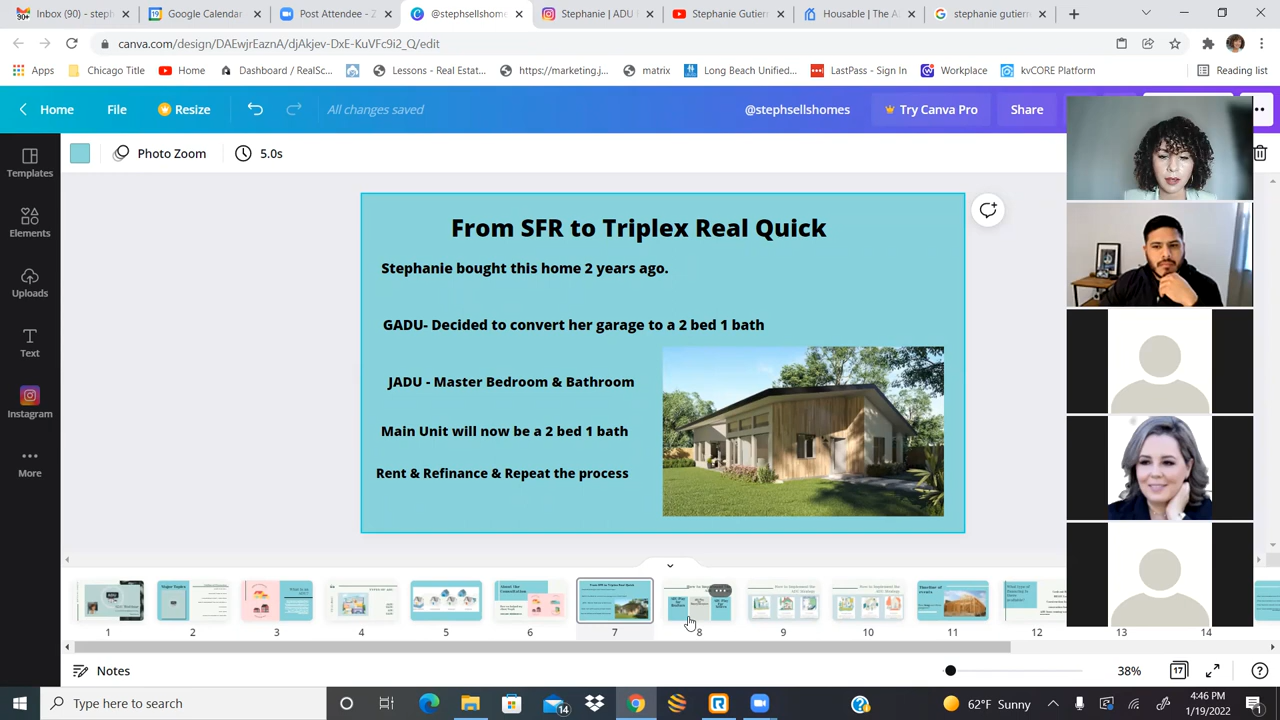 Inbox (90) - steph
Google Calendar
Post Attendee - Z
@stephsellshomes
Stephanie | ADU
Stephanie Gutier
Housable | The A
stephanie gutier
canva.com/design/DAEwjrEaznA/djAkjev-DxE-KuVFc9i2_Q/edit
Apps
Chicago Title
Home
Dashboard / RealSc...
Lessons - Real Estat...
https://marketing.j...
matrix
Long Beach Unified...
LastPass - Sign In
Workplace
kvCORE Platform
Reading list
Home
File
Resize
All changes saved
@stephsellshomes
Try Canva Pro
Share
Templates
Elements
Uploads
Text
Instagram
More
Photo Zoom
5.0s
From SFR to Triplex Real Quick
Stephanie bought this home 2 years ago.
GADU- Decided to convert her garage to a 2 bed 1 bath
JADU - Master Bedroom & Bathroom
Main Unit will now be a 2 bed 1 bath
Rent & Refinance & Repeat the process
1
2
3
4
5
6
7
8
9
10
11
12
13
14
Notes
38%
17
Type here to search
14
62°F Sunny
4:46 PM
1/19/2022